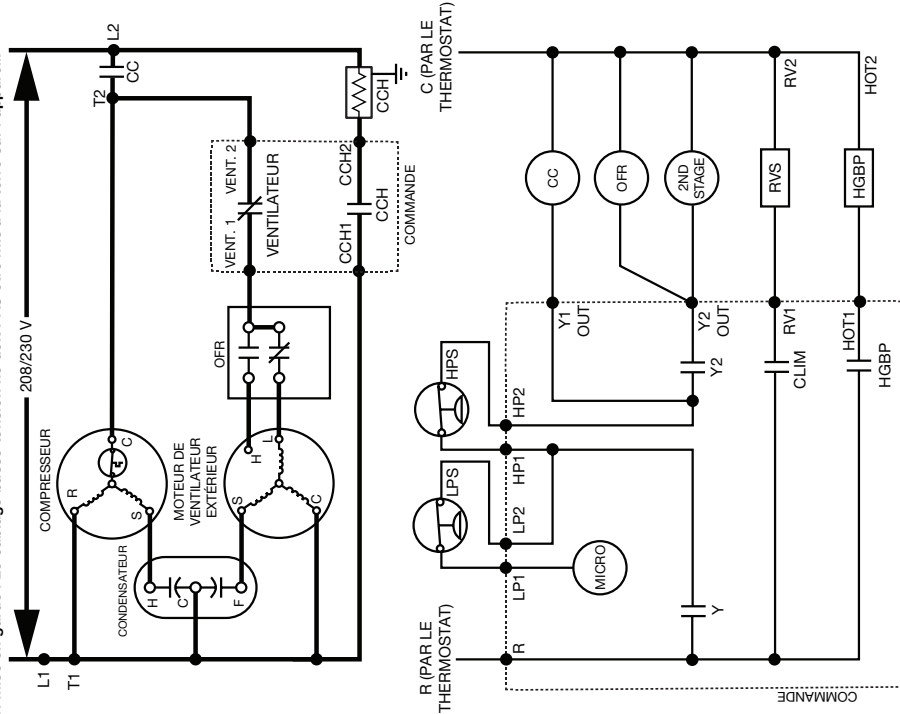 208/230 V
L1
T1
L2
T2
CC
COMPRESSEUR
R
S
C
CONDENSATEUR
H
C
F
MOTEUR DE
VENTILATEUR
EXTÉRIEUR
S
H
L
C
OFR
VENT. 1
VENT. 2
VENTILATEUR
CCH1
CCH2
CCH
COMMANDE
CCH
R (PAR LE
THERMOSTAT)
C (PAR LE
THERMOSTAT)
R
LP1
LP2
LPS
HP1
HP2
HPS
MICRO
Y
Y1
OUT
CC
OFR
Y2
Y2
OUT
2ND
STAGE
CLIM
RV1
RVS
RV2
HGBP
HOT1
HGBP
HOT2
COMMANDE